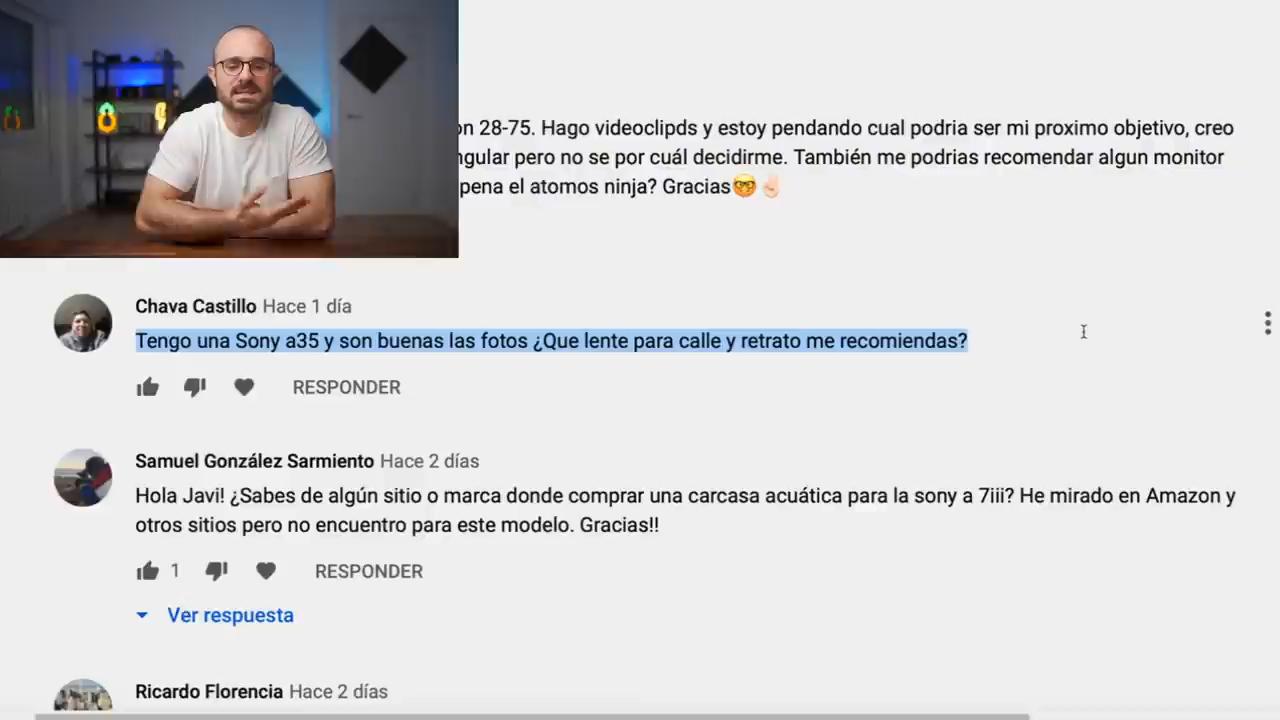 on 28-75. Hago videoclipds y estoy pendando cual podria ser mi proximo objetivo, creo
ngular pero no se por cuál decidirme. También me podrias recomendar algun monitor
pena el atomos ninja? Gracias🤓✌🏻
Chava Castillo Hace 1 día
Tengo una Sony a35 y son buenas las fotos ¿Que lente para calle y retrato me recomiendas?
RESPONDER
Samuel González Sarmiento Hace 2 días
Hola Javi! ¿Sabes de algún sitio o marca donde comprar una carcasa acuática para la sony a 7iii? He mirado en Amazon y
otros sitios pero no encuentro para este modelo. Gracias!!
1 RESPONDER
Ver respuesta
Ricardo Florencia Hace 2 días